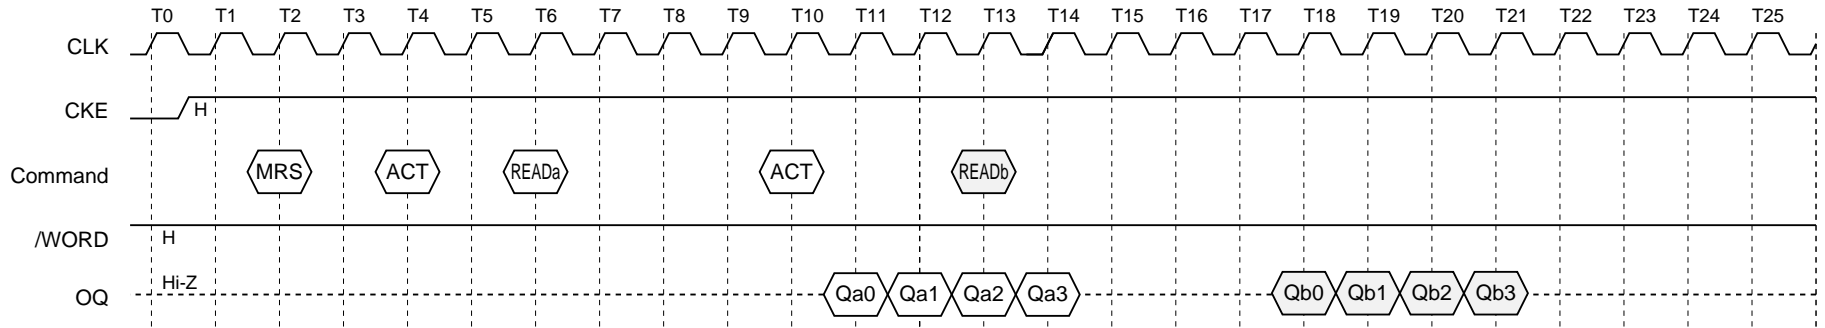 T0 T1 T2 T3 T4 T5 T6 T7 T8 T9 T10 T11 T12 T13 T14 T15 T16 T17 T18 T19 T20 T21 T22 T23 T24 T25
CLK
CKE H
Command MRS ACT READa ACT READb
/WORD H
OQ Hi-Z Qa0 Qa1 Qa2 Qa3 Qb0 Qb1 Qb2 Qb3